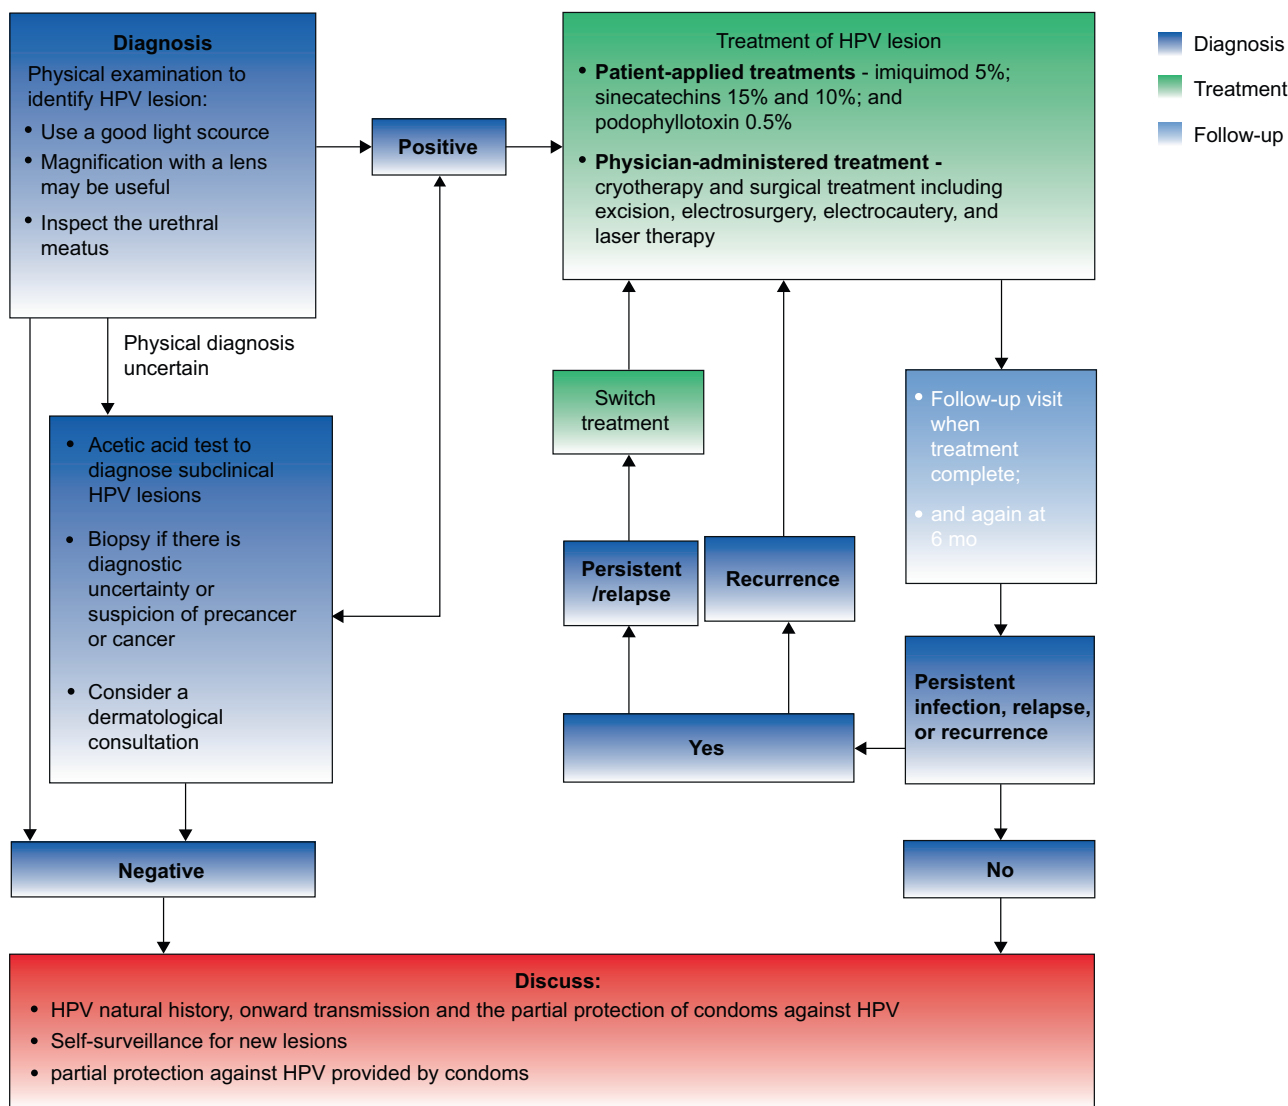 Diagnosis
Physical examination to
identify HPV lesion:
• Use a good light scource
• Magnification with a lens
may be useful
• Inspect the urethral
meatus
Positive
Treatment of HPV lesion
• Patient-applied treatments - imiquimod 5%;
sinecatechins 15% and 10%; and
podophyllotoxin 0.5%
• Physician-administered treatment -
cryotherapy and surgical treatment including
excision, electrosurgery, electrocautery, and
laser therapy
Diagnosis
Treatment
Follow-up
Physical diagnosis
uncertain
• Acetic acid test to
diagnose subclinical
HPV lesions
• Biopsy if there is
diagnostic
uncertainty or
suspicion of precancer
or cancer
• Consider a
dermatological
consultation
Switch
treatment
Persistent
/relapse
Recurrence
Yes
• Follow-up visit
when
treatment
complete;
• and again at
6 mo
Persistent
infection, relapse,
or recurrence
Negative
No
Discuss:
• HPV natural history, onward transmission and the partial protection of condoms against HPV
• Self-surveillance for new lesions
• partial protection against HPV provided by condoms